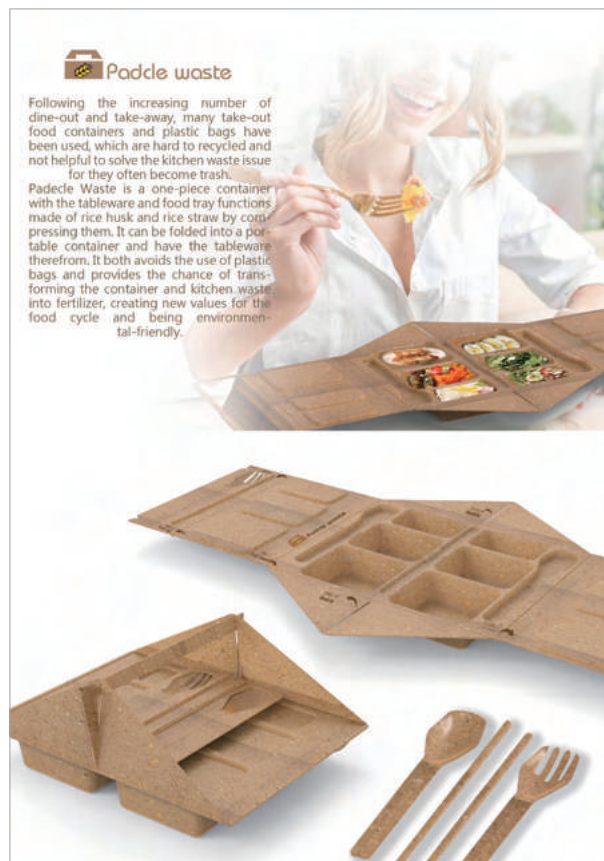 Padcle waste
Following the increasing number of
dine-out and take-away, many take-out
food containers and plastic bags have
been used, which are hard to recycled and
not helpful to solve the kitchen waste issue
for they often become trash.
Padecle Waste is a one-piece container
with the tableware and food tray functions
made of rice husk and rice straw by com-
pressing them. It can be folded into a por-
table container and have the tableware
therefrom. It both avoids the use of plastic
bags and provides the chance of trans-
forming the container and kitchen waste
into fertilizer, creating new values for the
food cycle and being environmen-
tal-friendly.
Padcle waste